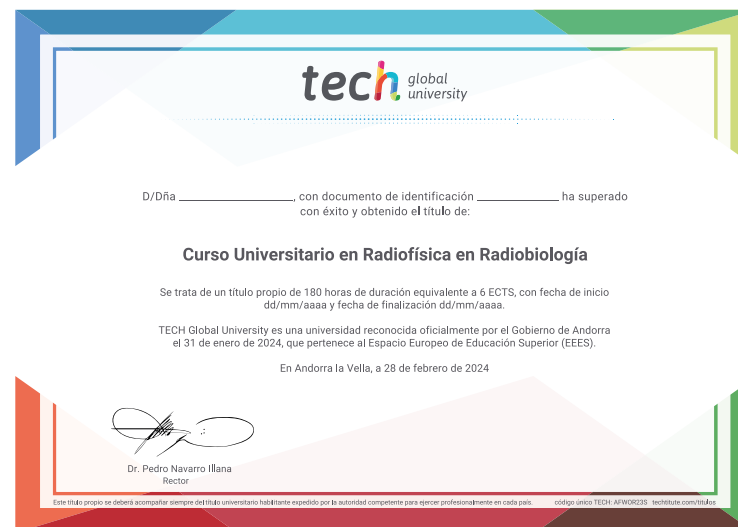 tech global university
D/Dña ____________________, con documento de identificación ______________ ha superado
con éxito y obtenido el título de:
Curso Universitario en Radiofísica en Radiobiología
Se trata de un título propio de 180 horas de duración equivalente a 6 ECTS, con fecha de inicio
dd/mm/aaaa y fecha de finalización dd/mm/aaaa.
TECH Global University es una universidad reconocida oficialmente por el Gobierno de Andorra
el 31 de enero de 2024, que pertenece al Espacio Europeo de Educación Superior (EEES).
En Andorra la Vella, a 28 de febrero de 2024
Dr. Pedro Navarro Illana
Rector
Este título propio se deberá acompañar siempre del título universitario habilitante expedido por la autoridad competente para ejercer profesionalmente en cada país. código único TECH: AFWOR23S techtitute.com/titulos